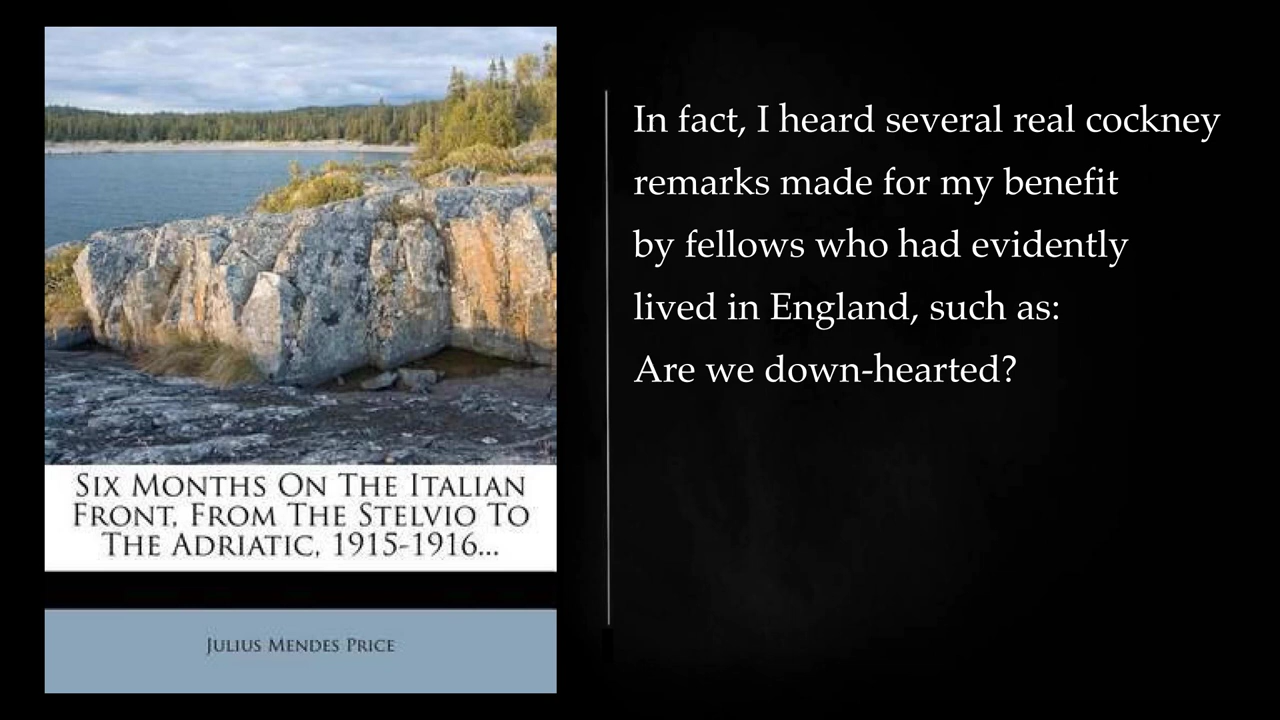 In fact, I heard several real cockney
remarks made for my benefit
by fellows who had evidently
lived in England, such as:
Are we down-hearted?
Six Months On The Italian
Front, From The Stelvio To
The Adriatic, 1915-1916...
Julius Mendes Price